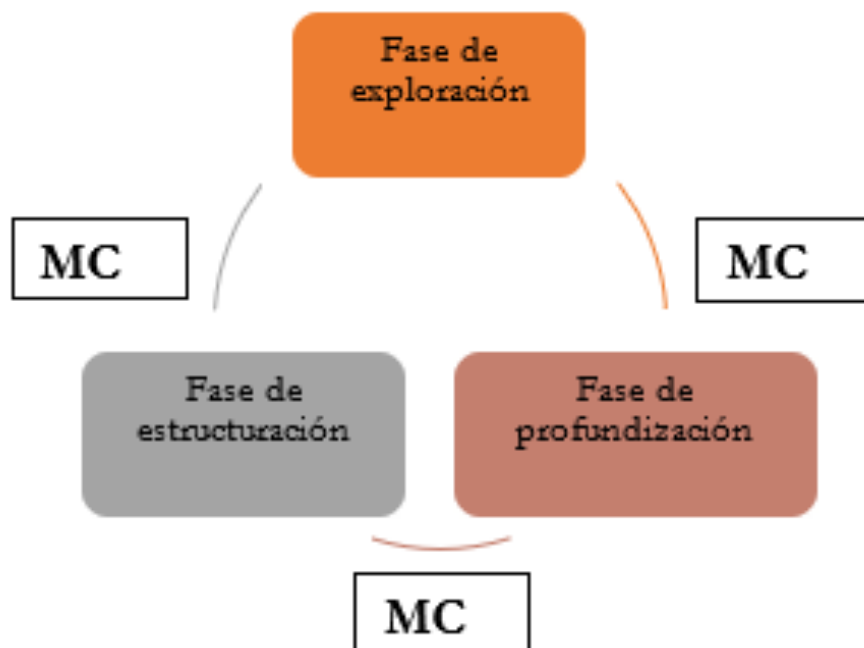 Fase de
exploración
MC
MC
Fase de
estructuración
Fase de
profundización
MC